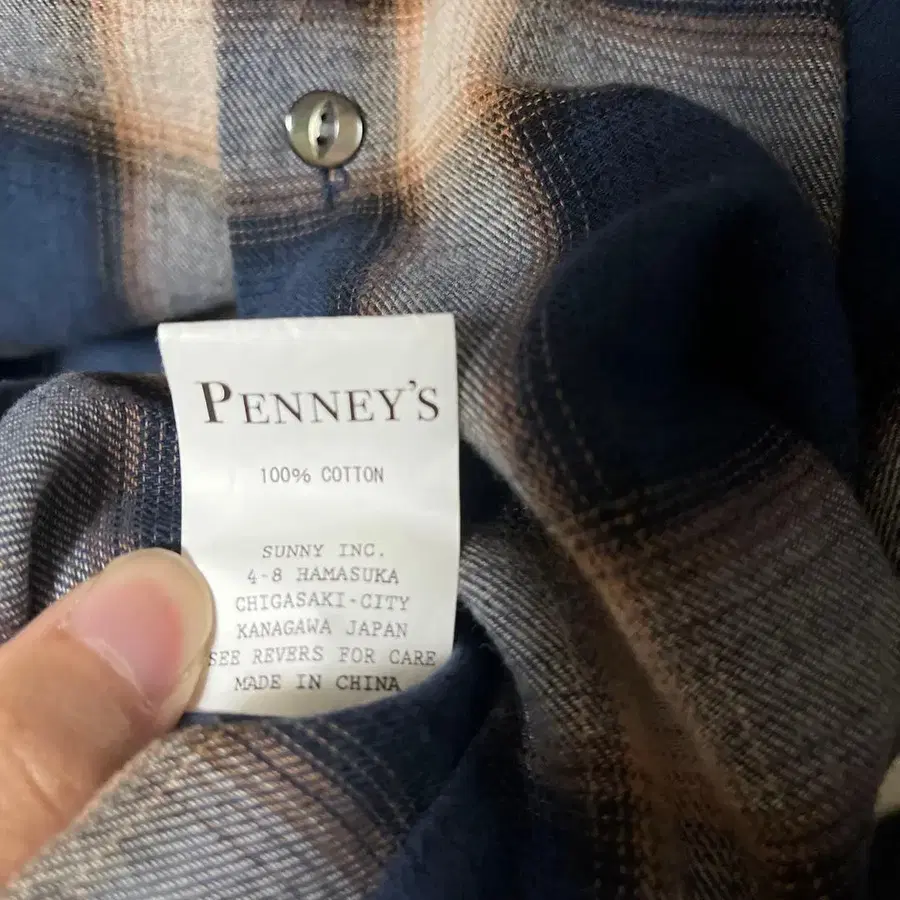 PENNEY'S
100% COTTON
SUNNY INC.
4-8 HAMASUKA
CHIGASAKI-CITY
KANAGAWA JAPAN
SEE REVERS FOR CARE
MADE IN CHINA